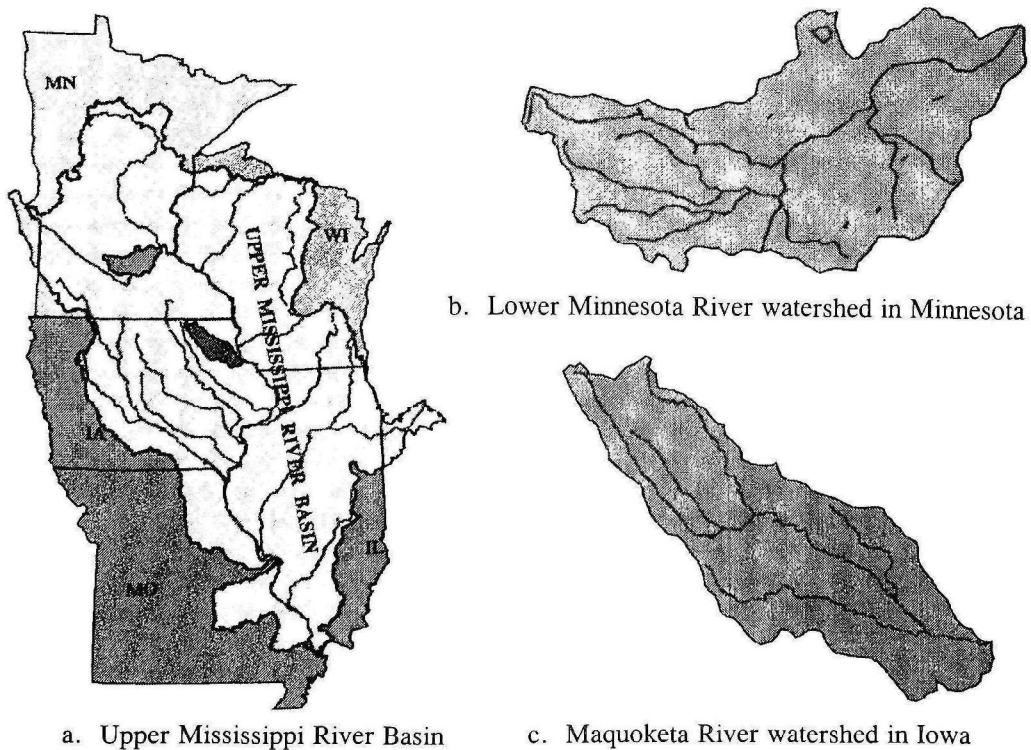 MN
WI
UPPER MISSISSIPPI RIVER BASIN
IA
MO
IL
a. Upper Mississippi River Basin
b. Lower Minnesota River watershed in Minnesota
c. Maquoketa River watershed in Iowa